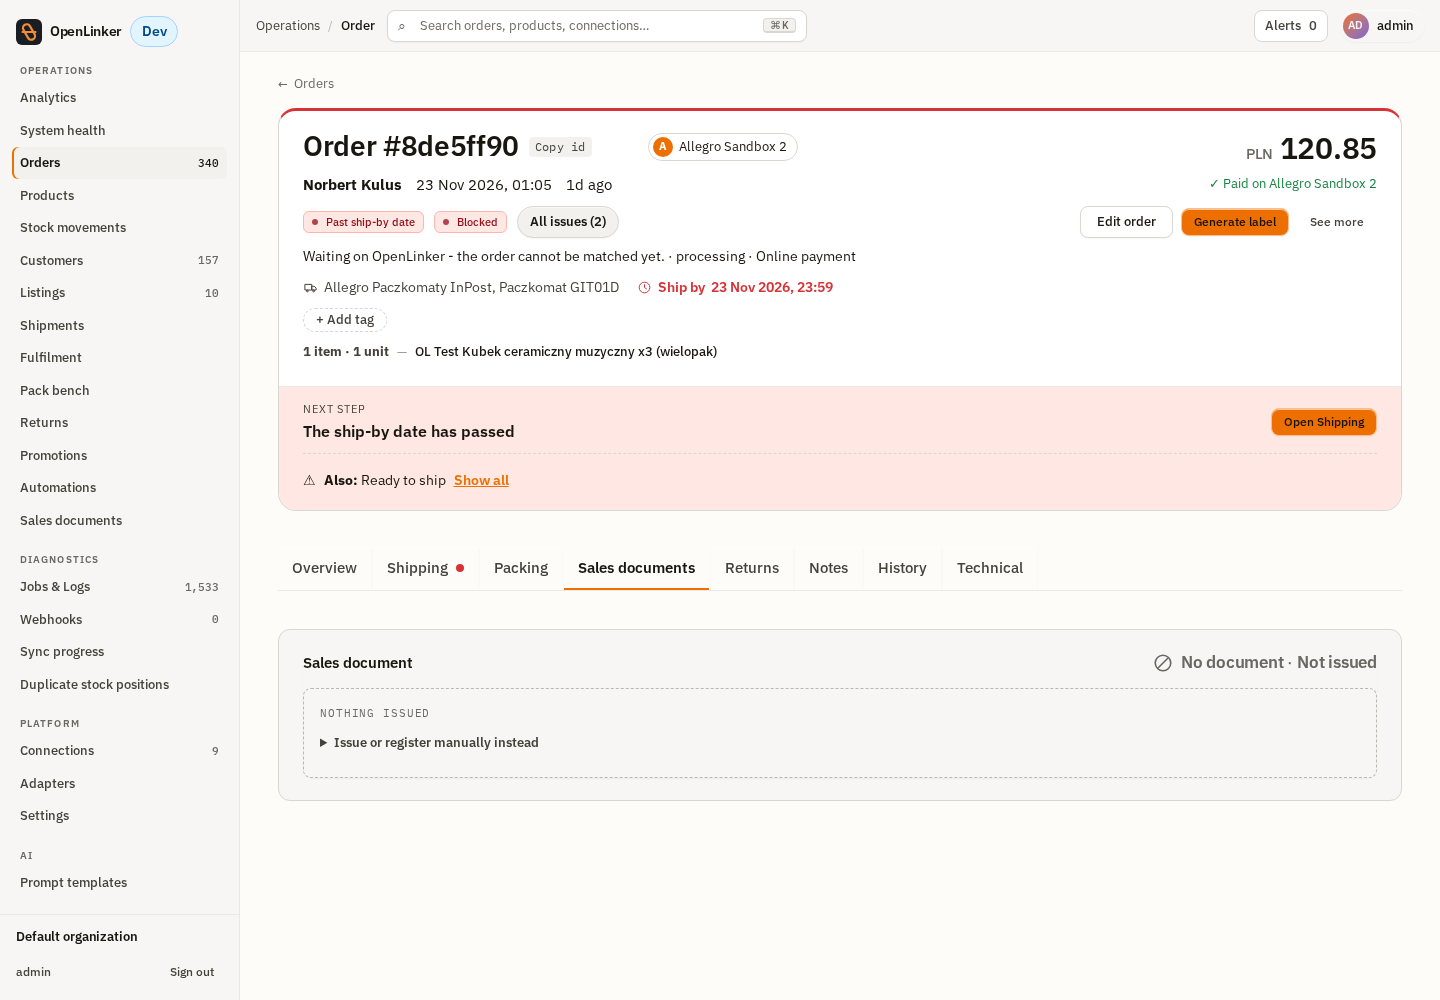 OpenLinker Dev
OPERATIONS
Analytics
System health
Orders 340
Products
Stock movements
Customers 157
Listings 10
Shipments
Fulfilment
Pack bench
Returns
Promotions
Automations
Sales documents
DIAGNOSTICS
Jobs & Logs 1,533
Webhooks 0
Sync progress
Duplicate stock positions
PLATFORM
Connections 9
Adapters
Settings
AI
Prompt templates
Default organization
admin Sign out
Operations / Order
Search orders, products, connections... ⌘K
Alerts 0
AD admin
← Orders
Order #8de5ff90 Copy id A Allegro Sandbox 2
PLN 120.85
Norbert Kulus 23 Nov 2026, 01:05 1d ago
✓ Paid on Allegro Sandbox 2
Past ship-by date Blocked All issues (2)
Edit order Generate label See more
Waiting on OpenLinker - the order cannot be matched yet. · processing · Online payment
Allegro Paczkomaty InPost, Paczkomat GIT01D Ship by 23 Nov 2026, 23:59
+ Add tag
1 item · 1 unit — OL Test Kubek ceramiczny muzyczny x3 (wielopak)
NEXT STEP
The ship-by date has passed
Open Shipping
⚠ Also: Ready to ship Show all
Overview Shipping Packing Sales documents Returns Notes History Technical
Sales document
No document · Not issued
NOTHING ISSUED
▶ Issue or register manually instead